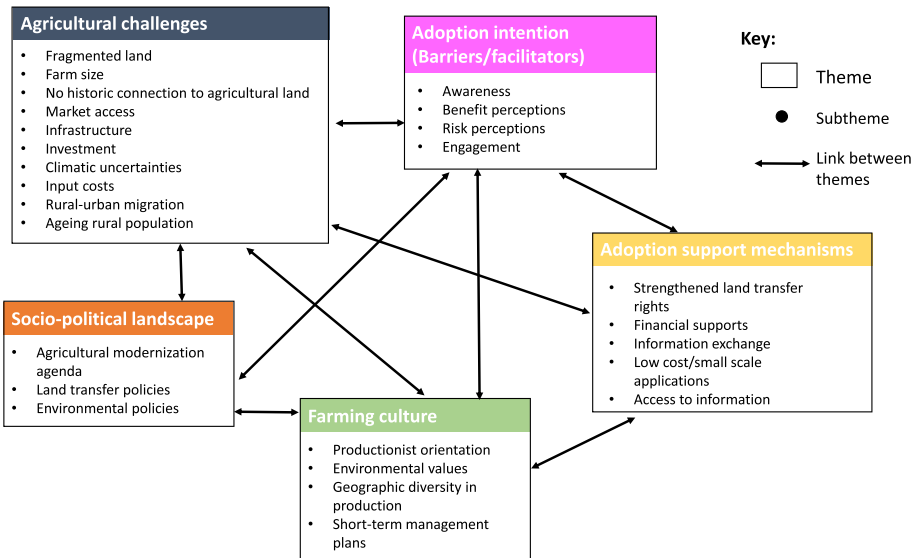 Agricultural challenges
• Fragmented land
• Farm size
• No historic connection to agricultural land
• Market access
• Infrastructure
• Investment
• Climatic uncertainties
• Input costs
• Rural-urban migration
• Ageing rural population
Adoption intention
(Barriers/facilitators)
• Awareness
• Benefit perceptions
• Risk perceptions
• Engagement
Key:
Theme
Subtheme
Link between
themes
Adoption support mechanisms
• Strengthened land transfer
rights
• Financial supports
• Information exchange
• Low cost/small scale
applications
• Access to information
Socio-political landscape
• Agricultural modernization
agenda
• Land transfer policies
• Environmental policies
Farming culture
• Productionist orientation
• Environmental values
• Geographic diversity in
production
• Short-term management
plans